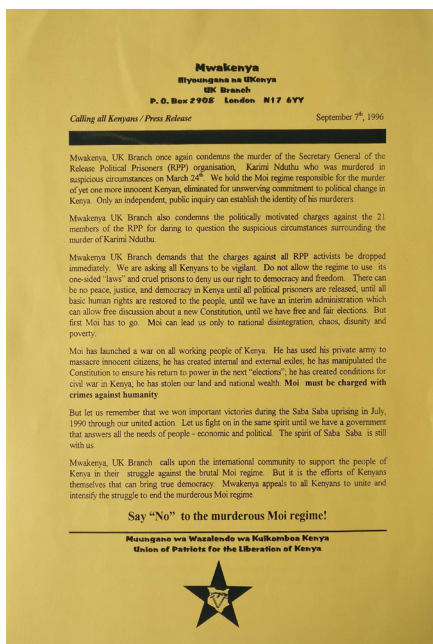 Mwakenya
Iliyoungana na UKenya
UK Branch
P. O. Box 2908 London N17 6YY
Calling all Kenyans / Press Release September 7th, 1996
Mwakenya, UK Branch once again condemns the murder of the Secretary General of the
Release Political Prisoners (RPP) organisation, Karimi Nduthu who was murdered in
suspicious circumstances on March 24th. We hold the Moi regime responsible for the murder
of yet one more innocent Kenyan, eliminated for unswerving commitment to political change in
Kenya. Only an independent, public inquiry can establish the identity of his murderers.
Mwakenya UK Branch also condemns the politically motivated charges against the 21
members of the RPP for daring to question the suspicious circumstances surrounding the
murder of Karimi Nduthu.
Mwakenya UK Branch demands that the charges against all RPP activists be dropped
immediately. We are asking all Kenyans to be vigilant. Do not allow the regime to use its
one-sided "laws" and cruel prisons to deny us our right to democracy and freedom. There can
be no peace, justice, and democracy in Kenya until all political prisoners are released, until all
basic human rights are restored to the people, until we have an interim administration which
can allow free discussion about a new Constitution, until we have free and fair elections. But
first Moi has to go. Moi can lead us only to national disintegration, chaos, disunity and
poverty.
Moi has launched a war on all working people of Kenya. He has used his private army to
massacre innocent citizens; he has created internal and external exiles; he has manipulated the
Constitution to ensure his return to power in the next "elections"; he has created conditions for
civil war in Kenya, he has stolen our land and national wealth. Moi must be charged with
crimes against humanity.
But let us remember that we won important victories during the Saba Saba uprising in July,
1990 through our united action. Let us fight on in the same spirit until we have a government
that answers all the needs of people - economic and political. The spirit of Saba Saba is still
with us.
Mwakenya, UK Branch calls upon the international community to support the people of
Kenya in their struggle against the brutal Moi regime. But it is the efforts of Kenyans
themselves that can bring true democracy. Mwakenya appeals to all Kenyans to unite and
intensify the struggle to end the murderous Moi regime.
Say "No" to the murderous Moi regime!
Muungano wa Wazalendo wa Kuikomboa Kenya
Union of Patriots for the Liberation of Kenya